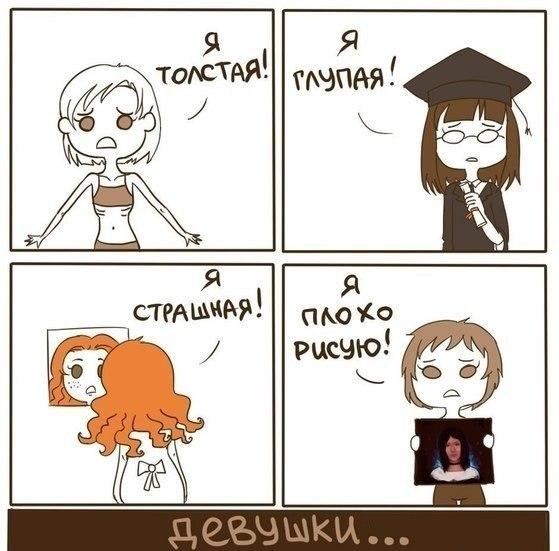 Я
ТОЛСТАЯ!
Я
ГЛУПАЯ!
Я
СТРАШНАЯ!
Я
ПЛОХО
РИСУЮ!
ДЕВУШКИ...